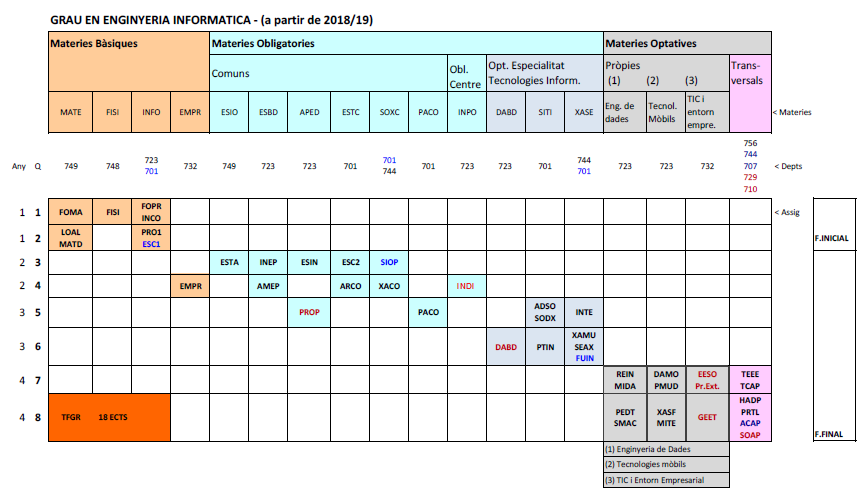 GRAU EN ENGINYERIA INFORMATICA - (a partir de 2018/19)
Materies Bàsiques Materies Obligatories Materies Optatives
Comuns Obl. Centre Opt. Especialitat Tecnologies Inform. Pròpies (1) (2) (3) Trans-versals
MATE FISI INFO EMPR ESIO ESBD APED ESTC SOXC PACO INPO DABD SITI XASE Eng. de dades Tecnol. Mòbils TIC i entorn empre. < Materies
Any Q 749 748 723 701 732 749 723 723 701 701 744 701 723 723 701 744 701 723 723 732 756 744 707 729 710 < Depts
1 1 FOMA FISI FOPR INCO < Assig
1 2 LOAL MATD PRO1 ESC1 F.INICIAL
2 3 ESTA INEP ESIN ESC2 SIOP
2 4 EMPR AMEP ARCO XACO INDI
3 5 PROP PACO ADSO SODX INTE
3 6 DABD PTIN XAMU SEAX FUIN
4 7 REIN MIDA DAMO PMUD EESO Pr.Ext. TEEE TCAP
4 8 TFGR 18 ECTS PEDT SMAC XASF MITE GEET HADP PRTL ACAP SOAP F.FINAL
(1) Enginyeria de Dades
(2) Tecnologies mòbils
(3) TIC i Entorn Empresarial